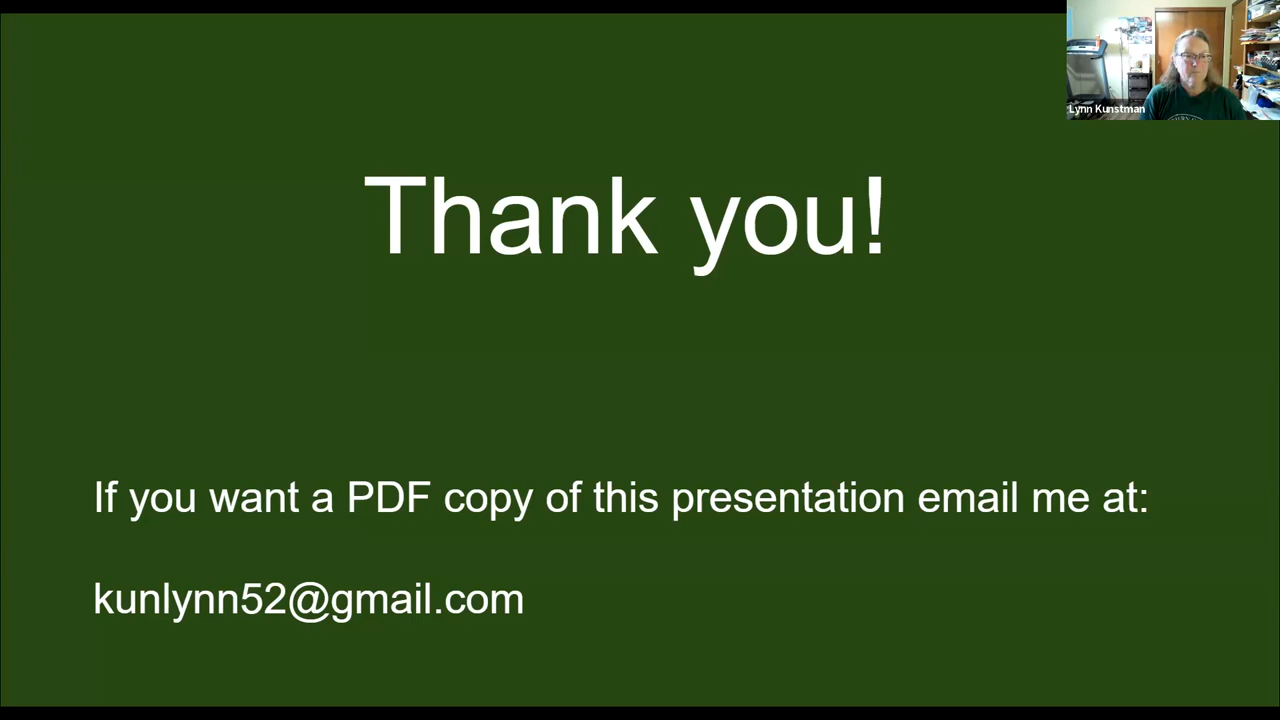 Lynn Kunstman
Thank you!
If you want a PDF copy of this presentation email me at:
kunlynn52@gmail.com